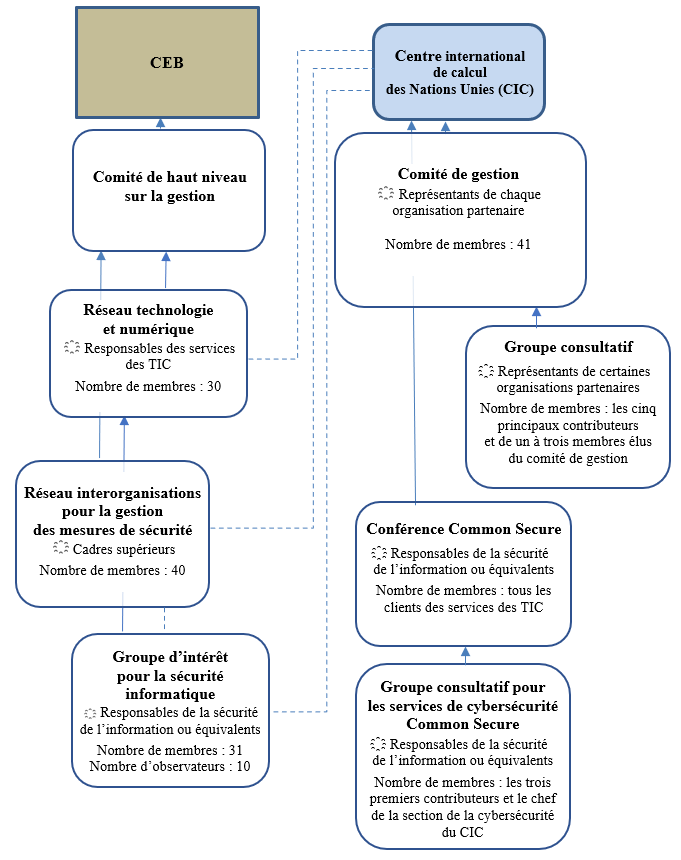 CEB
Comité de haut niveau
sur la gestion
Réseau technologie
et numérique
Responsables des services
des TIC
Nombre de membres : 30
Réseau interorganisations
pour la gestion
des mesures de sécurité
Cadres supérieurs
Nombre de membres : 40
Groupe d’intérêt
pour la sécurité
informatique
Responsables de la sécurité
de l’information ou équivalents
Nombre de membres : 31
Nombre d’observateurs : 10
Centre international
de calcul
des Nations Unies (CIC)
Comité de gestion
Représentants de chaque
organisation partenaire
Nombre de membres : 41
Groupe consultatif
Représentants de certaines
organisations partenaires
Nombre de membres : les cinq
principaux contributeurs
et de un à trois membres élus
du comité de gestion
Conférence Common Secure
Responsables de la sécurité
de l’information ou équivalents
Nombre de membres : tous les
clients des services des TIC
Groupe consultatif pour
les services de cybersécurité
Common Secure
Responsables de la sécurité
de l’information ou équivalents
Nombre de membres : les trois
premiers contributeurs et le chef
de la section de la cybersécurité
du CIC